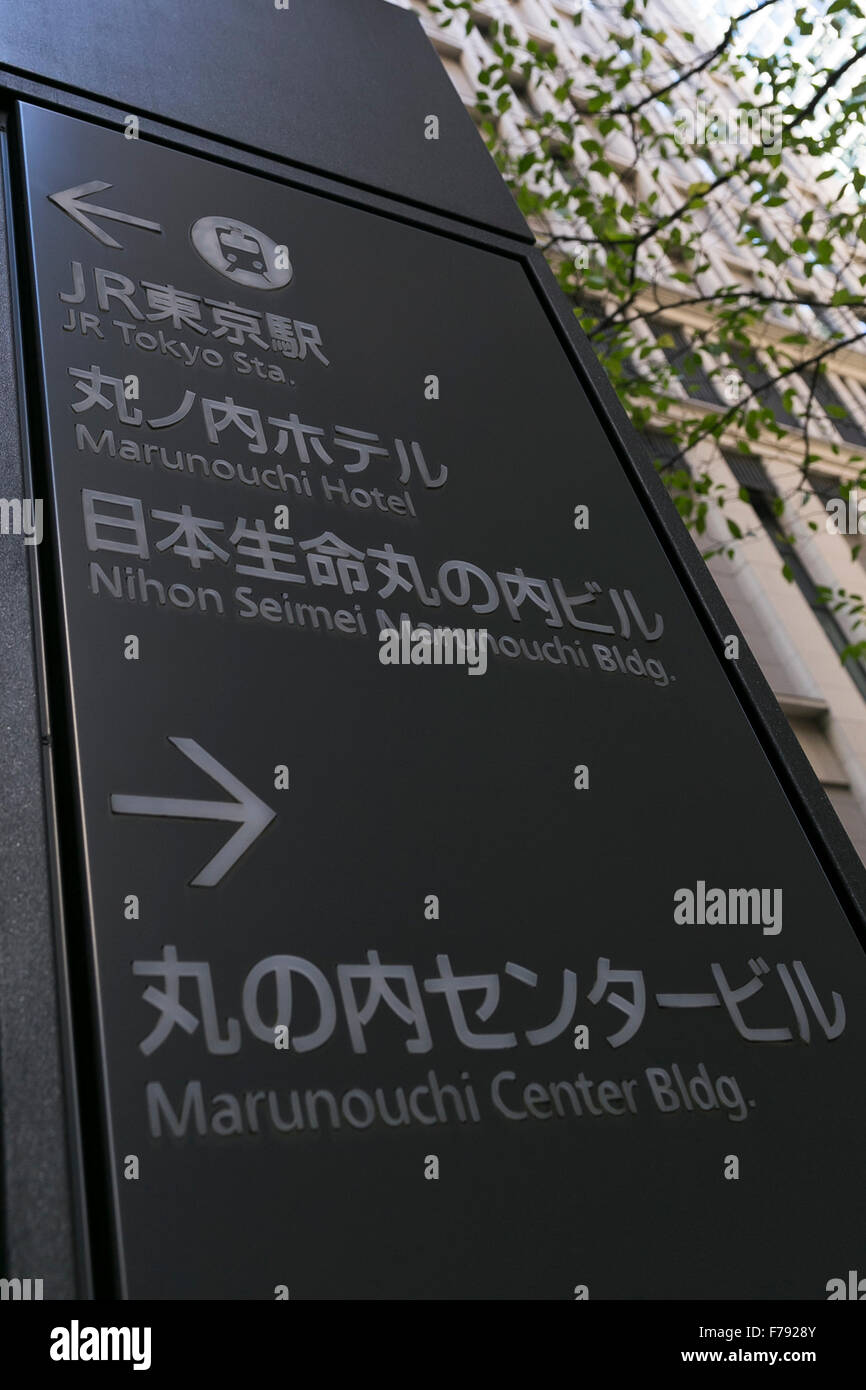 JR東京駅
JR Tokyo Sta.
丸ノ内ホテル
Marunouchi Hotel
日本生命丸の内ビル
Nihon Seimei Marunouchi Bldg.
丸の内センタービル
Marunouchi Center Bldg.
alamy
alamy
alamy
alamy
Image ID: F7928Y
www.alamy.com